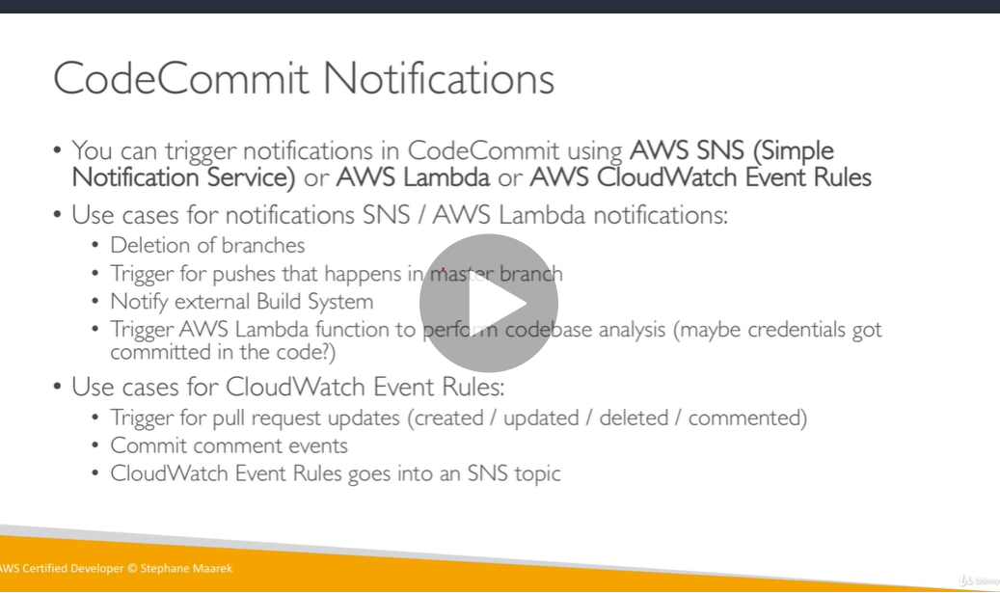 CodeCommit Notifications
• You can trigger notifications in CodeCommit using AWS SNS (Simple
Notification Service) or AWS Lambda or AWS CloudWatch Event Rules
• Use cases for notifications SNS / AWS Lambda notifications:
• Deletion of branches
• Trigger for pushes that happens in master branch
• Notify external Build System
• Trigger AWS Lambda function to perform codebase analysis (maybe credentials got
committed in the code?)
• Use cases for CloudWatch Event Rules:
• Trigger for pull request updates (created / updated / deleted / commented)
• Commit comment events
• CloudWatch Event Rules goes into an SNS topic
AWS Certified Developer © Stephane Maarek
Udemy